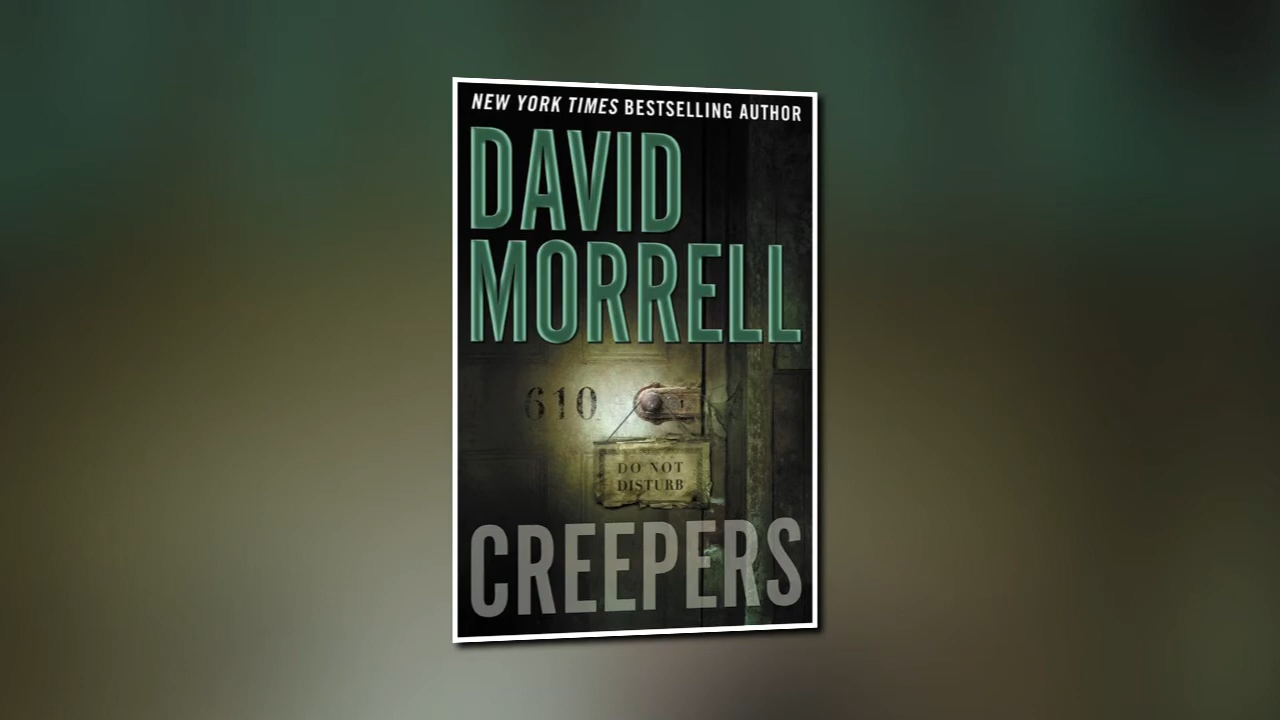 NEW YORK TIMES BESTSELLING AUTHOR
DAVID
MORRELL
610
DO NOT
DISTURB
CREEPERS